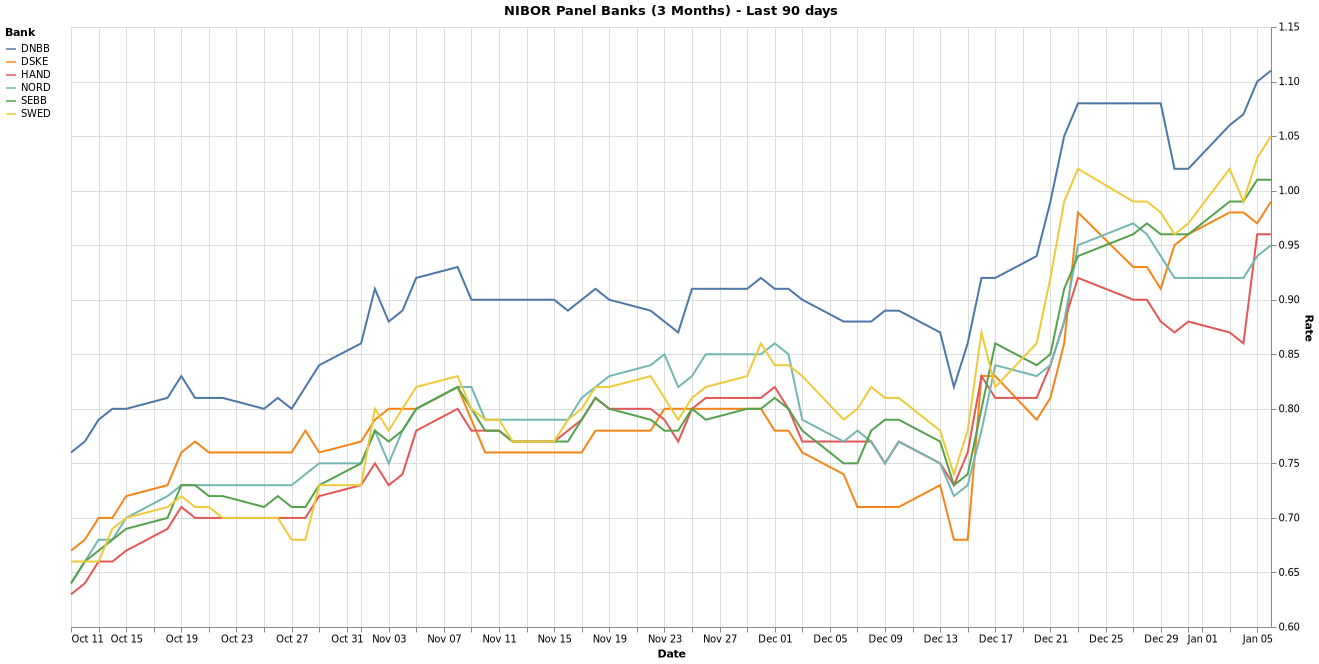 NIBOR Panel Banks (3 Months) - Last 90 days
Bank
DNBB
DSKE
HAND
NORD
SEBB
SWED
1.15
1.10
1.05
1.00
0.95
0.90
0.85
0.80
0.75
0.70
0.65
0.60
Rate
Oct 11 Oct 15 Oct 19 Oct 23 Oct 27 Oct 31 Nov 03 Nov 07 Nov 11 Nov 15 Nov 19 Nov 23 Nov 27 Dec 01 Dec 05 Dec 09 Dec 13 Dec 17 Dec 21 Dec 25 Dec 29 Jan 01 Jan 05
Date